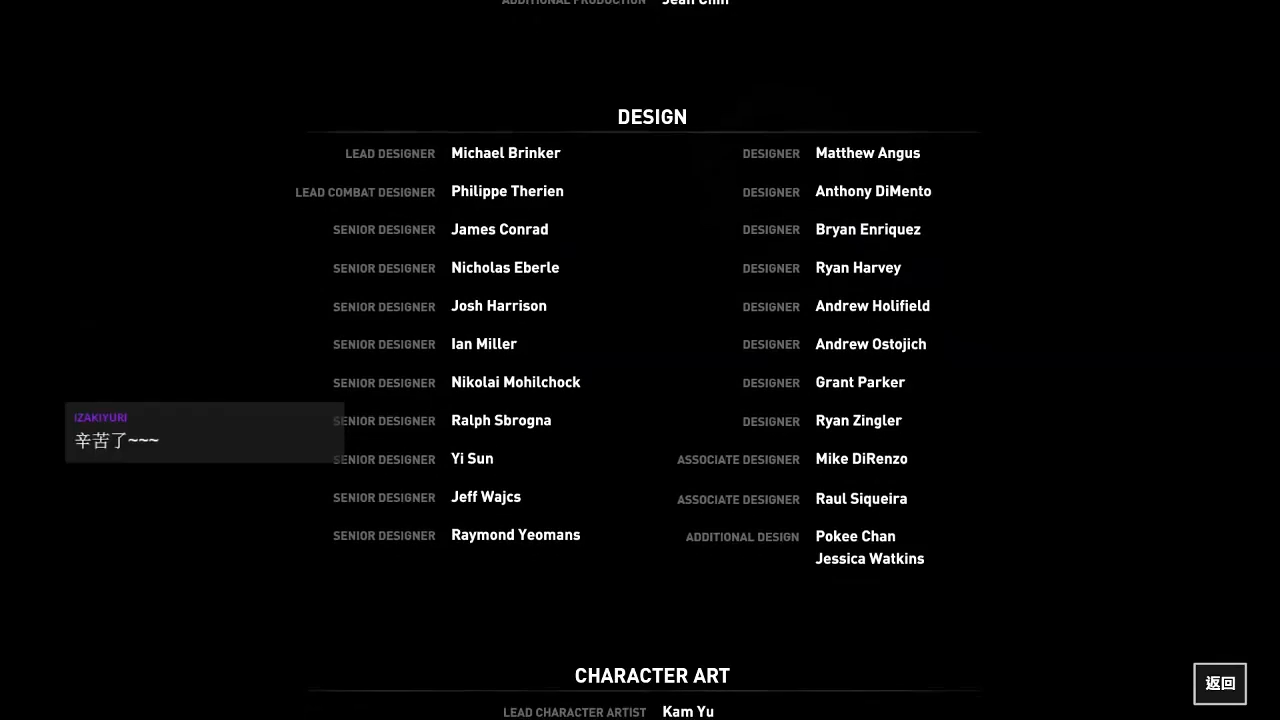 ADDITIONAL PRODUCTION Jean Chin
DESIGN
LEAD DESIGNER Michael Brinker
LEAD COMBAT DESIGNER Philippe Therien
SENIOR DESIGNER James Conrad
SENIOR DESIGNER Nicholas Eberle
SENIOR DESIGNER Josh Harrison
SENIOR DESIGNER Ian Miller
SENIOR DESIGNER Nikolai Mohilchock
SENIOR DESIGNER Ralph Sbrogna
SENIOR DESIGNER Yi Sun
SENIOR DESIGNER Jeff Wajcs
SENIOR DESIGNER Raymond Yeomans
DESIGNER Matthew Angus
DESIGNER Anthony DiMento
DESIGNER Bryan Enriquez
DESIGNER Ryan Harvey
DESIGNER Andrew Holifield
DESIGNER Andrew Ostojich
DESIGNER Grant Parker
DESIGNER Ryan Zingler
ASSOCIATE DESIGNER Mike DiRenzo
ASSOCIATE DESIGNER Raul Siqueira
ADDITIONAL DESIGN Pokee Chan
Jessica Watkins
IZAKIYURI
辛苦了~~~
CHARACTER ART
LEAD CHARACTER ARTIST Kam Yu
返回